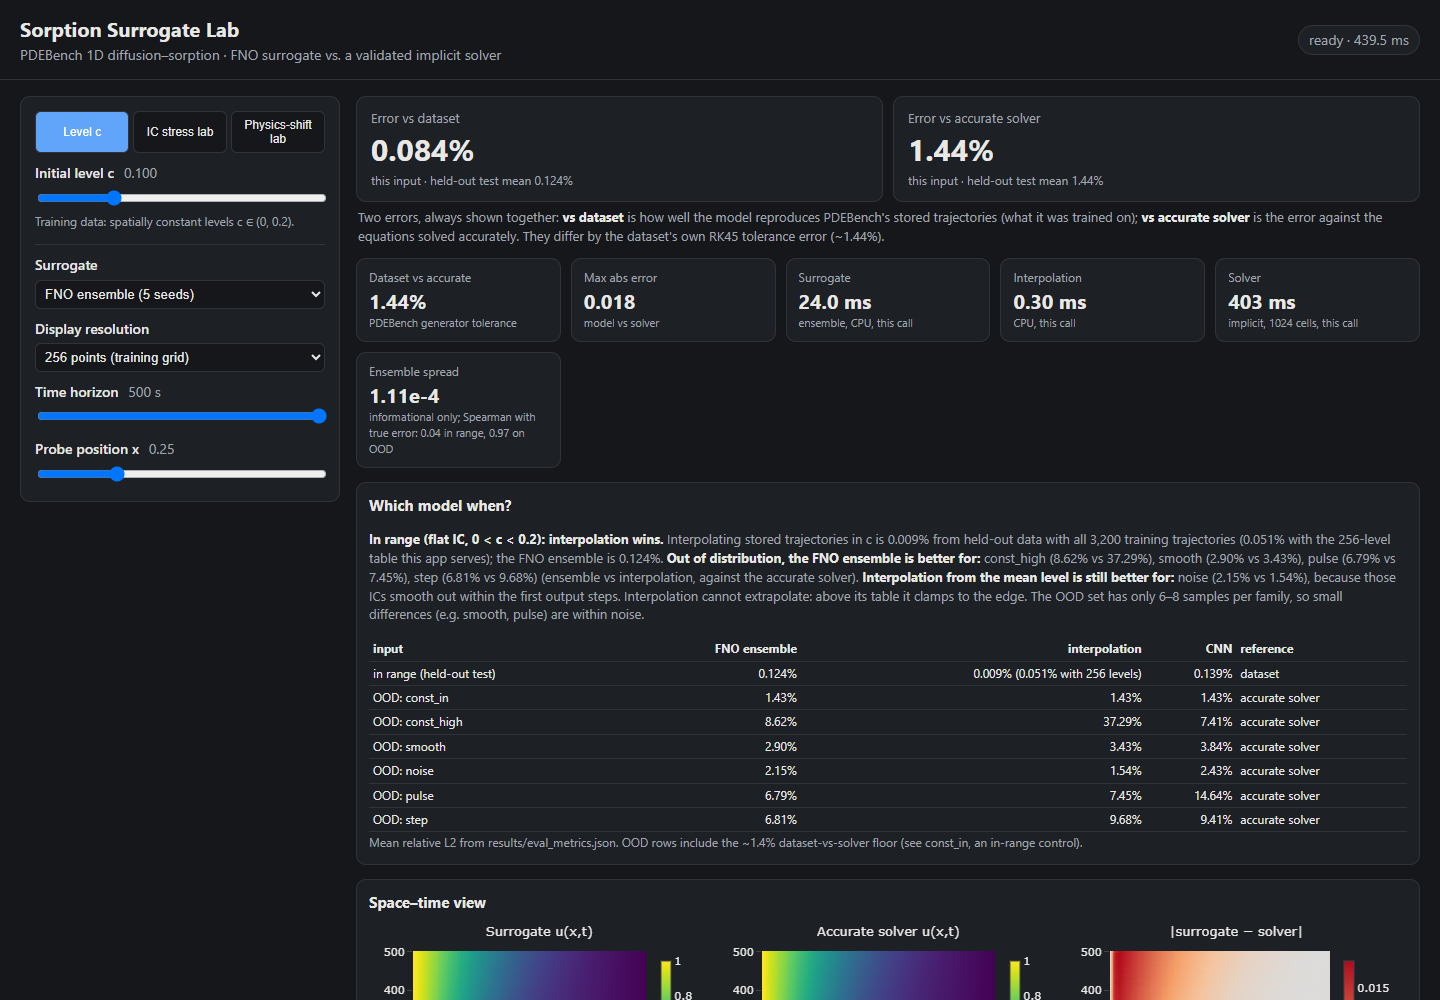 Sorption Surrogate Lab
PDEBench 1D diffusion–sorption · FNO surrogate vs. a validated implicit solver
ready · 439.5 ms
Level c
IC stress lab
Physics-shift
lab
Initial level c 0.100
Training data: spatially constant levels c ∈ (0, 0.2).
Surrogate
FNO ensemble (5 seeds)
Display resolution
256 points (training grid)
Time horizon 500 s
Probe position x 0.25
Error vs dataset
0.084%
this input · held-out test mean 0.124%
Error vs accurate solver
1.44%
this input · held-out test mean 1.44%
Two errors, always shown together: vs dataset is how well the model reproduces PDEBench's stored trajectories (what it was trained on); vs accurate solver is the error against the
equations solved accurately. They differ by the dataset's own RK45 tolerance error (~1.44%).
Dataset vs accurate
1.44%
PDEBench generator tolerance
Max abs error
0.018
model vs solver
Surrogate
24.0 ms
ensemble, CPU, this call
Interpolation
0.30 ms
CPU, this call
Solver
403 ms
implicit, 1024 cells, this call
Ensemble spread
1.11e-4
informational only; Spearman with
true error: 0.04 in range, 0.97 on
OOD
Which model when?
In range (flat IC, 0 < c < 0.2): interpolation wins. Interpolating stored trajectories in c is 0.009% from held-out data with all 3,200 training trajectories (0.051% with the 256-level
table this app serves); the FNO ensemble is 0.124%. Out of distribution, the FNO ensemble is better for: const_high (8.62% vs 37.29%), smooth (2.90% vs 3.43%), pulse (6.79% vs
7.45%), step (6.81% vs 9.68%) (ensemble vs interpolation, against the accurate solver). Interpolation from the mean level is still better for: noise (2.15% vs 1.54%), because those
ICs smooth out within the first output steps. Interpolation cannot extrapolate: above its table it clamps to the edge. The OOD set has only 6–8 samples per family, so small
differences (e.g. smooth, pulse) are within noise.
input FNO ensemble interpolation CNN reference
in range (held-out test) 0.124% 0.009% (0.051% with 256 levels) 0.139% dataset
OOD: const_in 1.43% 1.43% 1.43% accurate solver
OOD: const_high 8.62% 37.29% 7.41% accurate solver
OOD: smooth 2.90% 3.43% 3.84% accurate solver
OOD: noise 2.15% 1.54% 2.43% accurate solver
OOD: pulse 6.79% 7.45% 14.64% accurate solver
OOD: step 6.81% 9.68% 9.41% accurate solver
Mean relative L2 from results/eval_metrics.json. OOD rows include the ~1.4% dataset-vs-solver floor (see const_in, an in-range control).
Space–time view
Surrogate u(x,t)
500
400
1
0.8
Accurate solver u(x,t)
500
400
1
0.8
|surrogate − solver|
500
400
0.015